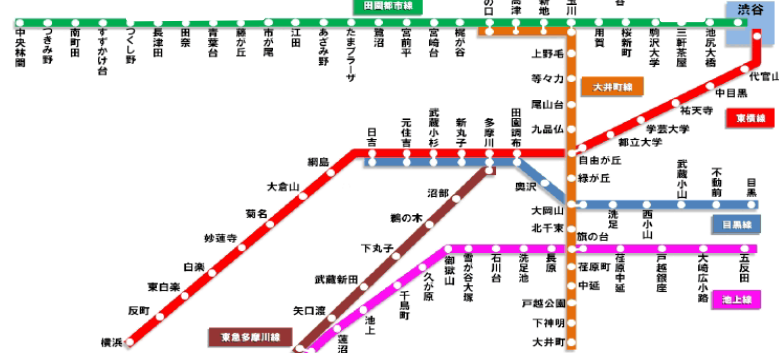 田園都市線
渋谷
中央林間
つきみ野
南町田
すずかけ台
つくし野
長津田
田奈
青葉台
藤が丘
市が尾
江田
あざみ野
たまプラーザ
鷺沼
宮前平
宮崎台
梶が谷
の口
高津
新地
玉川
用賀
谷
桜新町
駒沢大学
三軒茶屋
池尻大橋
代官山
中目黒
祐天寺
学芸大学
都立大学
自由が丘
東横線
上野毛
等々力
尾山台
九品仏
大井町線
緑が丘
大岡山
北千束
旗の台
荏原町
中延
戸越公園
下神明
大井町
日吉
元住吉
武蔵小杉
新丸子
多摩川
田園調布
奥沢
洗足
西小山
武蔵小山
不動前
目黒
目黒線
綱島
大倉山
菊名
妙蓮寺
白楽
東白楽
反町
横浜
沼部
鵜の木
下丸子
武蔵新田
矢口渡
東急多摩川線
御嶽山
雪が谷大塚
石川台
洗足池
長原
荏原中延
戸越銀座
大崎広小路
五反田
池上線
久が原
千鳥町
池上
蓮沼